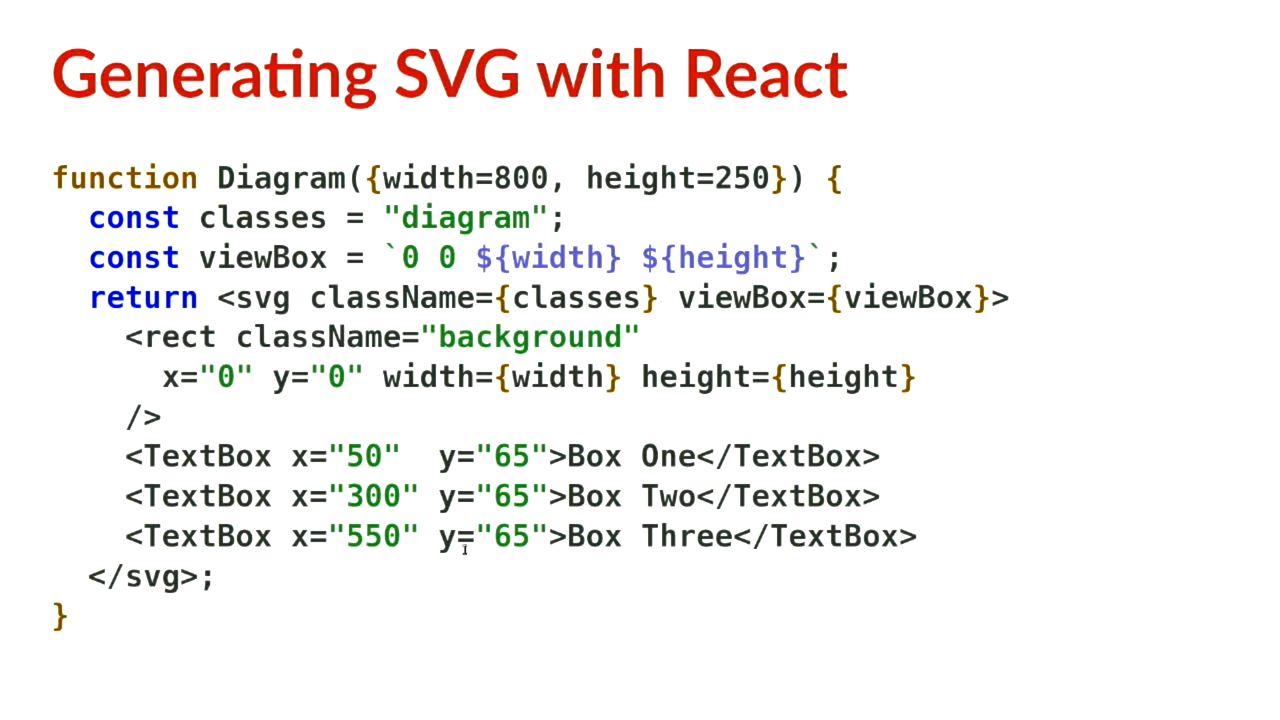 Generating SVG with React
function Diagram({width=800, height=250}) {
  const classes = "diagram";
  const viewBox = `0 0 ${width} ${height}`;
  return <svg className={classes} viewBox={viewBox}>
    <rect className="background"
      x="0" y="0" width={width} height={height}
    />
    <TextBox x="50"  y="65">Box One</TextBox>
    <TextBox x="300" y="65">Box Two</TextBox>
    <TextBox x="550" y="65">Box Three</TextBox>
  </svg>;
}